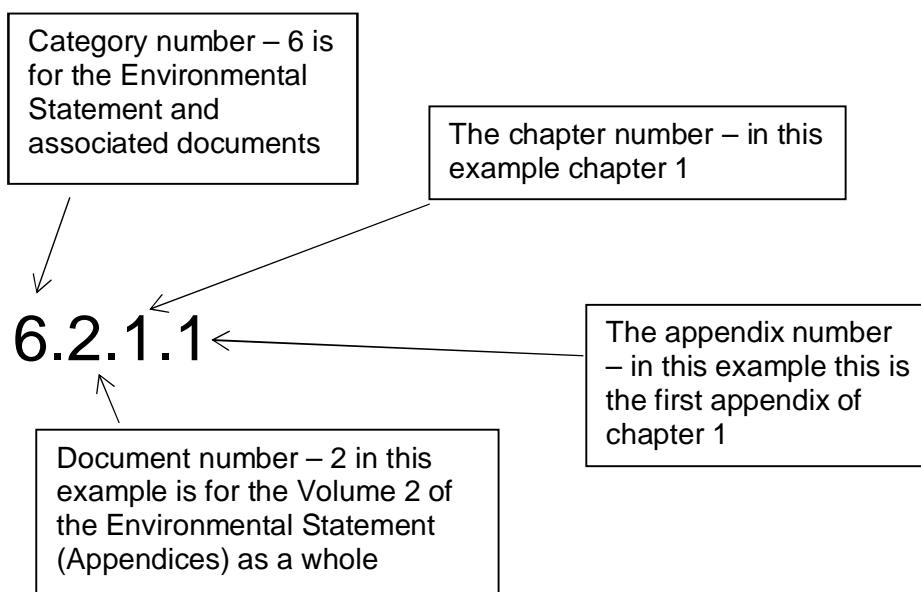 Category number – 6 is
for the Environmental
Statement and
associated documents
The chapter number – in this
example chapter 1
6.2.1.1
The appendix number
– in this example this is
the first appendix of
chapter 1
Document number – 2 in this
example is for the Volume 2 of
the Environmental Statement
(Appendices) as a whole